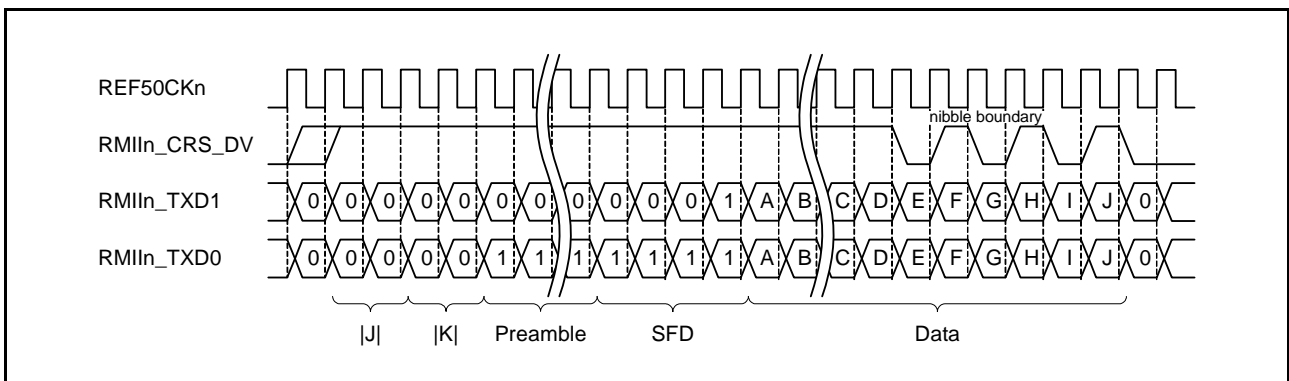 REF50CKn
nibble boundary
RMIIn_CRS_DV
RMIIn_TXD1 0 0 0 0 0 0 0 0 0 0 0 1 A B C D E F G H I J 0
RMIIn_TXD0 0 0 0 0 0 1 1 1 1 1 1 1 A B C D E F G H I J 0
|J| |K| Preamble SFD Data